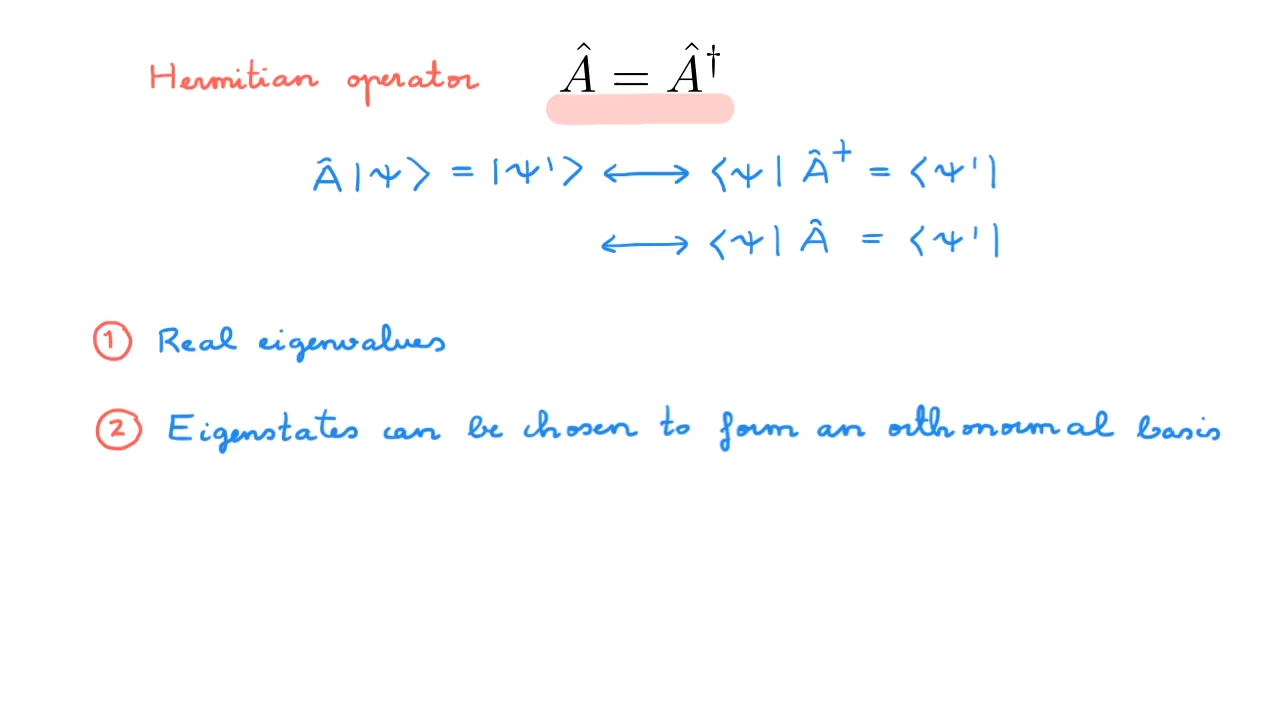 Hermitian operator Â = Â†
Â|ψ⟩ = |ψ'⟩ ⟷ ⟨ψ|Â† = ⟨ψ'|
⟷ ⟨ψ|Â = ⟨ψ'|
① Real eigenvalues
② Eigenstates can be chosen to form an orthonormal basis